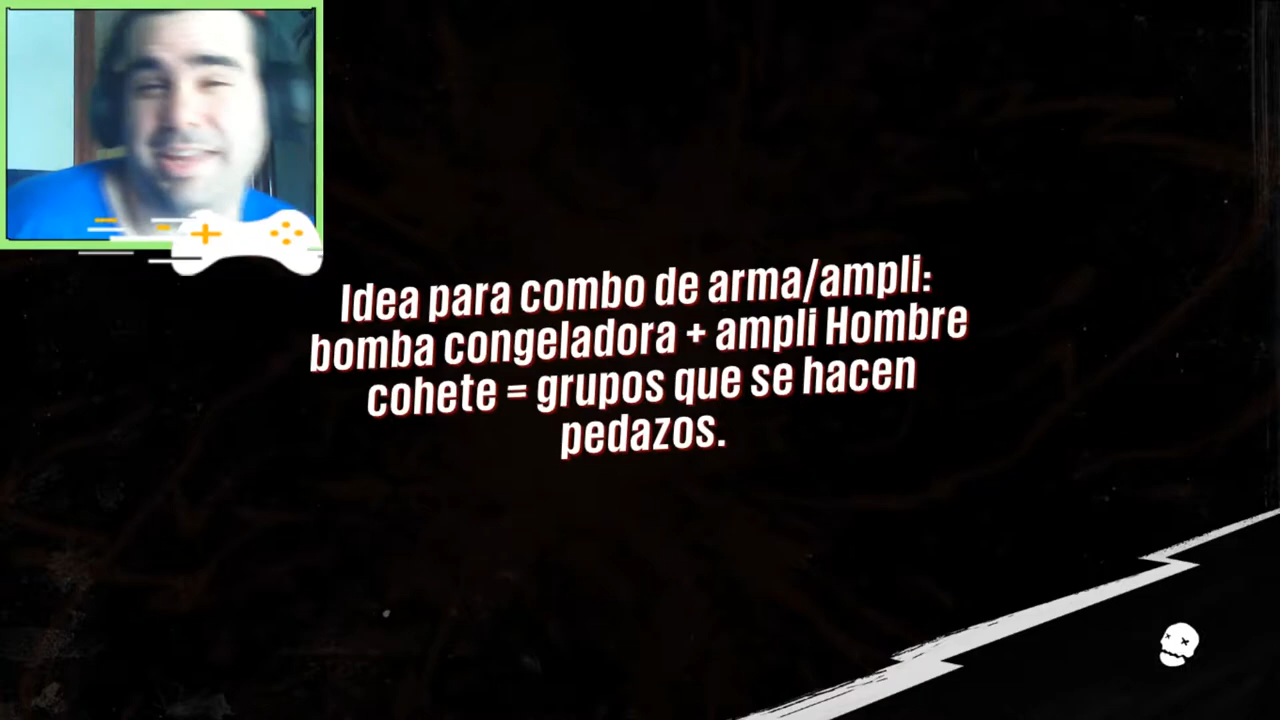 Idea para combo de arma/ampli:
bomba congeladora + ampli Hombre
cohete = grupos que se hacen
pedazos.